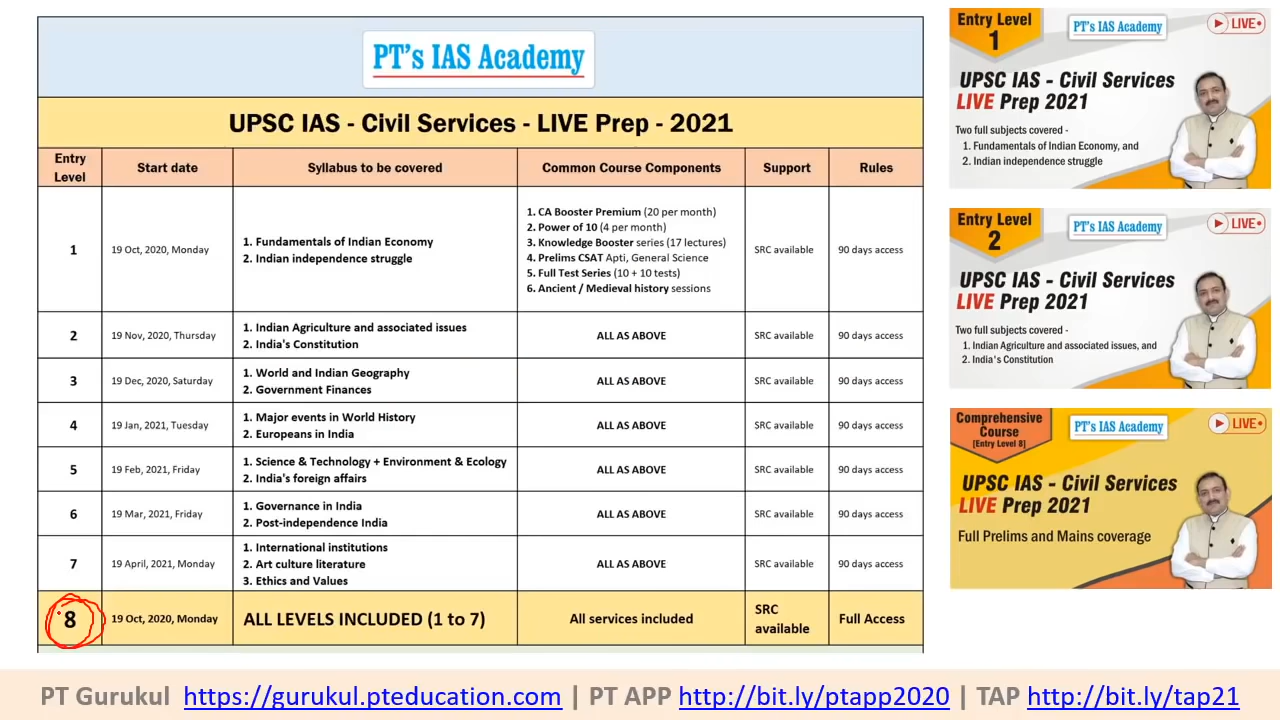 PT's IAS Academy
UPSC IAS - Civil Services - LIVE Prep - 2021
Entry Level
Start date
Syllabus to be covered
Common Course Components
Support
Rules
1
19 Oct, 2020, Monday
1. Fundamentals of Indian Economy
2. Indian independence struggle
1. CA Booster Premium (20 per month)
2. Power of 10 (4 per month)
3. Knowledge Booster series (17 lectures)
4. Prelims CSAT Apti, General Science
5. Full Test Series (10 + 10 tests)
6. Ancient / Medieval history sessions
SRC available
90 days access
2
19 Nov, 2020, Thursday
1. Indian Agriculture and associated issues
2. India's Constitution
ALL AS ABOVE
SRC available
90 days access
3
19 Dec, 2020, Saturday
1. World and Indian Geography
2. Government Finances
ALL AS ABOVE
SRC available
90 days access
4
19 Jan, 2021, Tuesday
1. Major events in World History
2. Europeans in India
ALL AS ABOVE
SRC available
90 days access
5
19 Feb, 2021, Friday
1. Science & Technology + Environment & Ecology
2. India's foreign affairs
ALL AS ABOVE
SRC available
90 days access
6
19 Mar, 2021, Friday
1. Governance in India
2. Post-independence India
ALL AS ABOVE
SRC available
90 days access
7
19 April, 2021, Monday
1. International institutions
2. Art culture literature
3. Ethics and Values
ALL AS ABOVE
SRC available
90 days access
8
19 Oct, 2020, Monday
ALL LEVELS INCLUDED (1 to 7)
All services included
SRC
available
Full Access
Entry Level
1
PT's IAS Academy
LIVE
UPSC IAS - Civil Services
LIVE Prep 2021
Two full subjects covered -
1. Fundamentals of Indian Economy, and
2. Indian independence struggle
Entry Level
2
PT's IAS Academy
LIVE
UPSC IAS - Civil Services
LIVE Prep 2021
Two full subjects covered -
1. Indian Agriculture and associated issues, and
2. India's Constitution
Comprehensive
Course
[Entry Level 8]
PT's IAS Academy
LIVE
UPSC IAS - Civil Services
LIVE Prep 2021
Full Prelims and Mains coverage
PT Gurukul https://gurukul.pteducation.com | PT APP http://bit.ly/ptapp2020 | TAP http://bit.ly/tap21